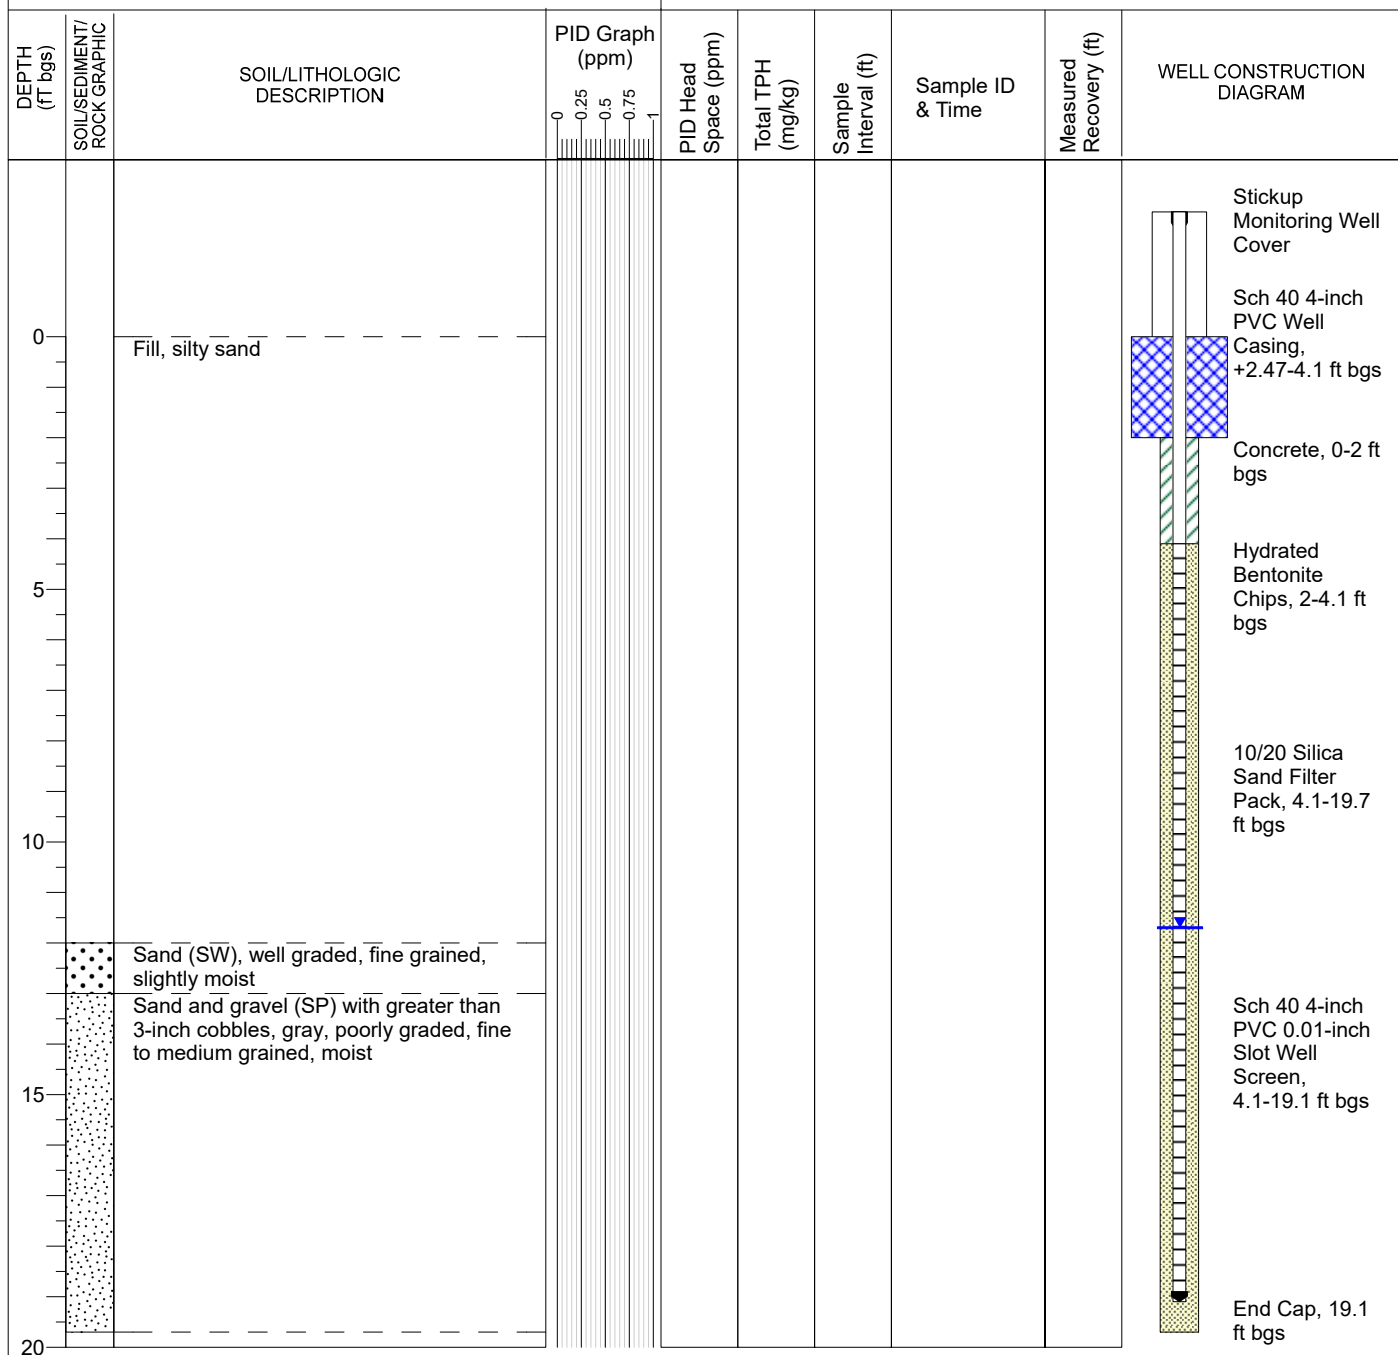 DEPTH
(fT bgs)
SOIL/SEDIMENT/
ROCK GRAPHIC
SOIL/LITHOLOGIC
DESCRIPTION
PID Graph
(ppm)
0
0.25
0.5
0.75
1
PID Head
Space (ppm)
Total TPH
(mg/kg)
Sample
Interval (ft)
Sample ID
& Time
Measured
Recovery (ft)
WELL CONSTRUCTION
DIAGRAM
Stickup
Monitoring Well
Cover
Sch 40 4-inch
PVC Well
Casing,
+2.47-4.1 ft bgs
0
Fill, silty sand
Concrete, 0-2 ft
bgs
Hydrated
Bentonite
Chips, 2-4.1 ft
bgs
5
10/20 Silica
Sand Filter
Pack, 4.1-19.7
ft bgs
10
Sand (SW), well graded, fine grained,
slightly moist
Sand and gravel (SP) with greater than
3-inch cobbles, gray, poorly graded, fine
to medium grained, moist
Sch 40 4-inch
PVC 0.01-inch
Slot Well
Screen,
4.1-19.1 ft bgs
15
End Cap, 19.1
ft bgs
20